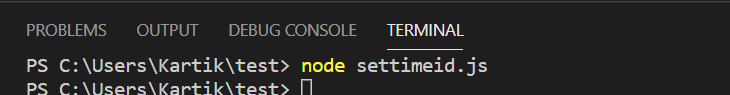 PROBLEMS OUTPUT DEBUG CONSOLE TERMINAL
PS C:\Users\Kartik\test> node settimeid.js
PS C:\Users\Kartik\test>